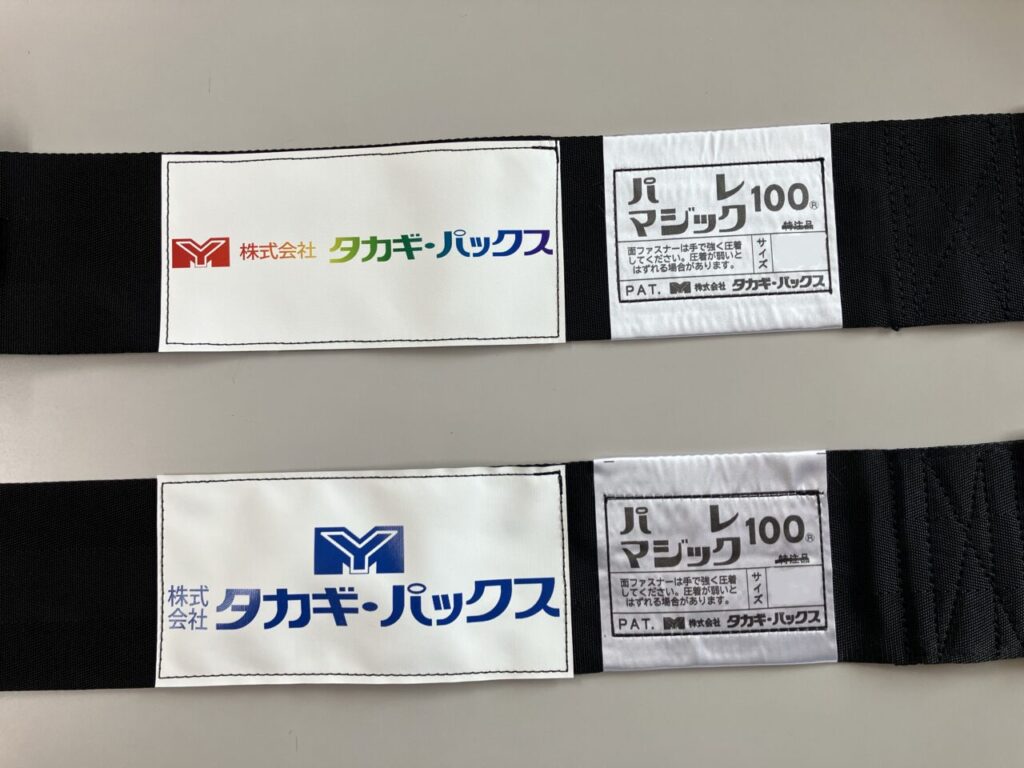 株式会社 タカギ・パックス
パレ
マジック 100®
特注品
面ファスナーは手で強く圧着
してください。圧着が弱いと
はずれる場合があります。
サイズ
PAT. 株式会社 タカギ・パックス
株式
会社 タカギ・パックス
パレ
マジック 100®
特注品
面ファスナーは手で強く圧着
してください。圧着が弱いと
はずれる場合があります。
サイズ
PAT. 株式会社 タカギ・パックス